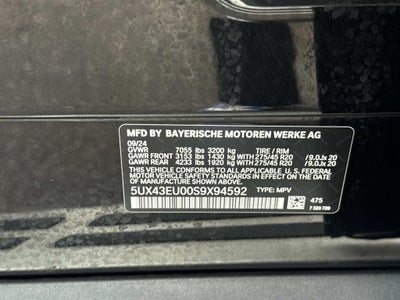 MFD BY BAYERISCHE MOTOREN WERKE AG
09/24
GVWR 7055 lbs 3200 kg TIRE / RIM
GAWR FRONT 3153 lbs 1430 kg WITH 275/45 R20 / 9.0Jx 20
GAWR REAR 4233 lbs 1920 kg WITH 275/45 R20 / 9.0Jx 20
THIS VEHICLE CONFORMS TO ALL APPLICABLE U. S. FEDERAL
MOTOR VEHICLE SAFETY STANDARDS IN EFFECT ON
THE DATE OF MANUFACTURE SHOWN ABOVE.
5UX43EU00S9X94592 TYPE: MPV
475